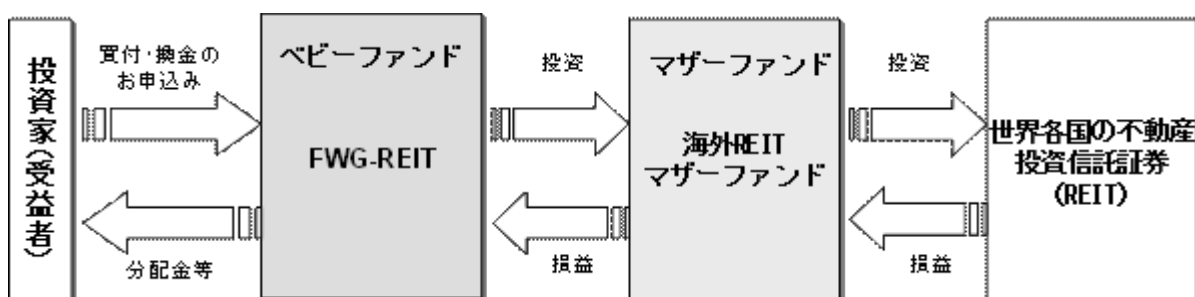 投資家(受益者)
買付・換金の
お申込み
分配金等
ベビーファンド
FWG-REIT
投資
損益
マザーファンド
海外REIT
マザーファンド
投資
損益
世界各国の不動産
投資信託証券
(REIT)